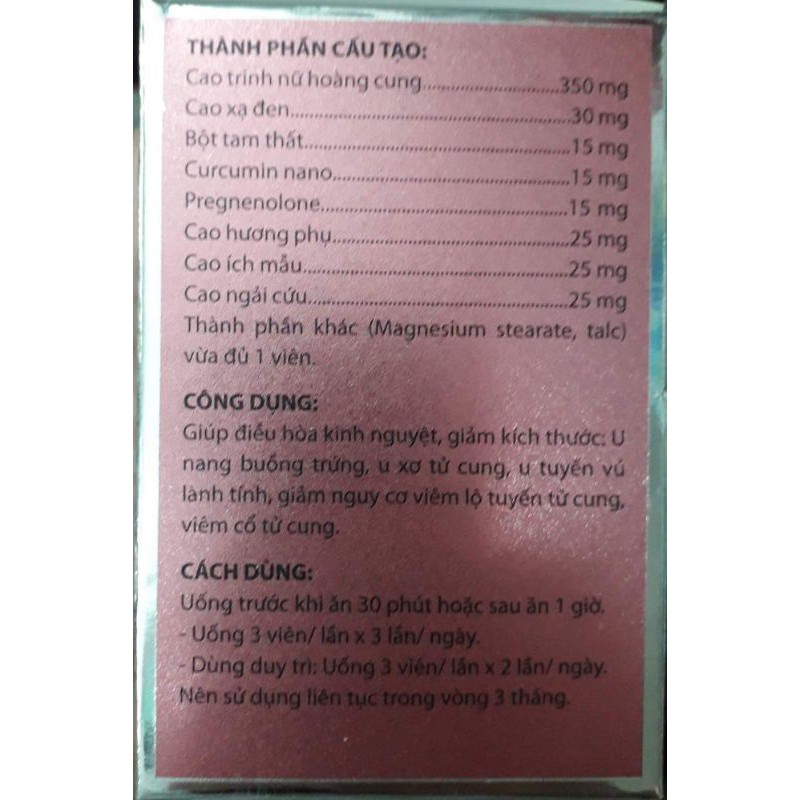 THÀNH PHẦN CẤU TẠO:
Cao trinh nữ hoàng cung..............................350 mg
Cao xạ đen.......................................................30 mg
Bột tam thất.....................................................15 mg
Curcumin nano................................................15 mg
Pregnenolone..................................................15 mg
Cao hương phụ................................................25 mg
Cao ích mẫu.....................................................25 mg
Cao ngải cứu....................................................25 mg
Thành phần khác (Magnesium stearate, talc)
vừa đủ 1 viên.
CÔNG DỤNG:
Giúp điều hòa kinh nguyệt, giảm kích thước: U
nang buồng trứng, u xơ tử cung, u tuyến vú
lành tính, giảm nguy cơ viêm lộ tuyến tử cung,
viêm cổ tử cung.
CÁCH DÙNG:
Uống trước khi ăn 30 phút hoặc sau ăn 1 giờ.
- Uống 3 viên/ lần x 3 lần/ ngày.
- Dùng duy trì: Uống 3 viên/ lần x 2 lần/ ngày.
Nên sử dụng liên tục trong vòng 3 tháng.